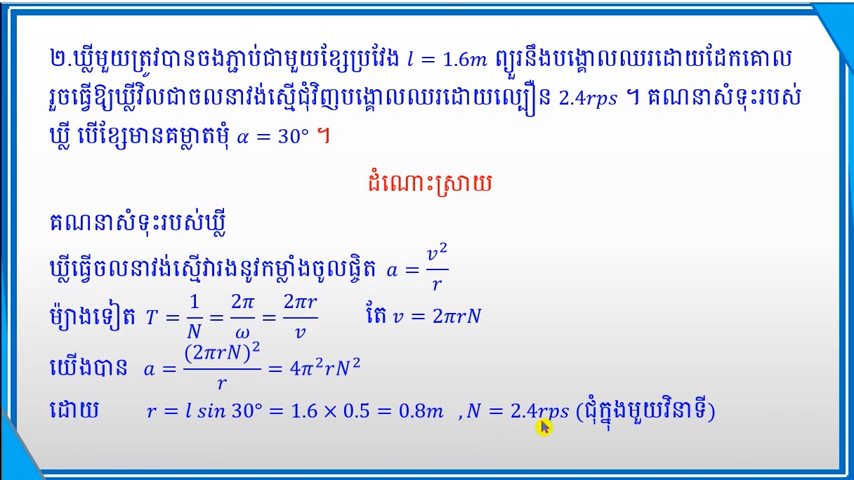 ២.ឃ្លីមួយត្រូវបានចងភ្ជាប់ជាមួយខ្សែប្រវែង l = 1.6m ព្យួរនឹងបង្គោលឈរដោយដែកគោល
រួចធ្វើឱ្យឃ្លីវិលជាចលនាវង់ស្មើជុំវិញបង្គោលឈរដោយល្បឿន 2.4rps ។ គណនាសំទុះរបស់
ឃ្លី បើខ្សែមានគម្លាតមុំ α = 30° ។
ដំណោះស្រាយ
គណនាសំទុះរបស់ឃ្លី
ឃ្លីធ្វើចលនាវង់ស្មើវារងនូវកម្លាំងចូលផ្ចិត a = v²/r
ម៉្យាងទៀត T = 1/N = 2π/ω = 2πr/v តែ v = 2πrN
យើងបាន a = (2πrN)²/r = 4π²rN²
ដោយ r = l sin 30° = 1.6 × 0.5 = 0.8m , N = 2.4rps (ជុំក្នុងមួយវិនាទី)